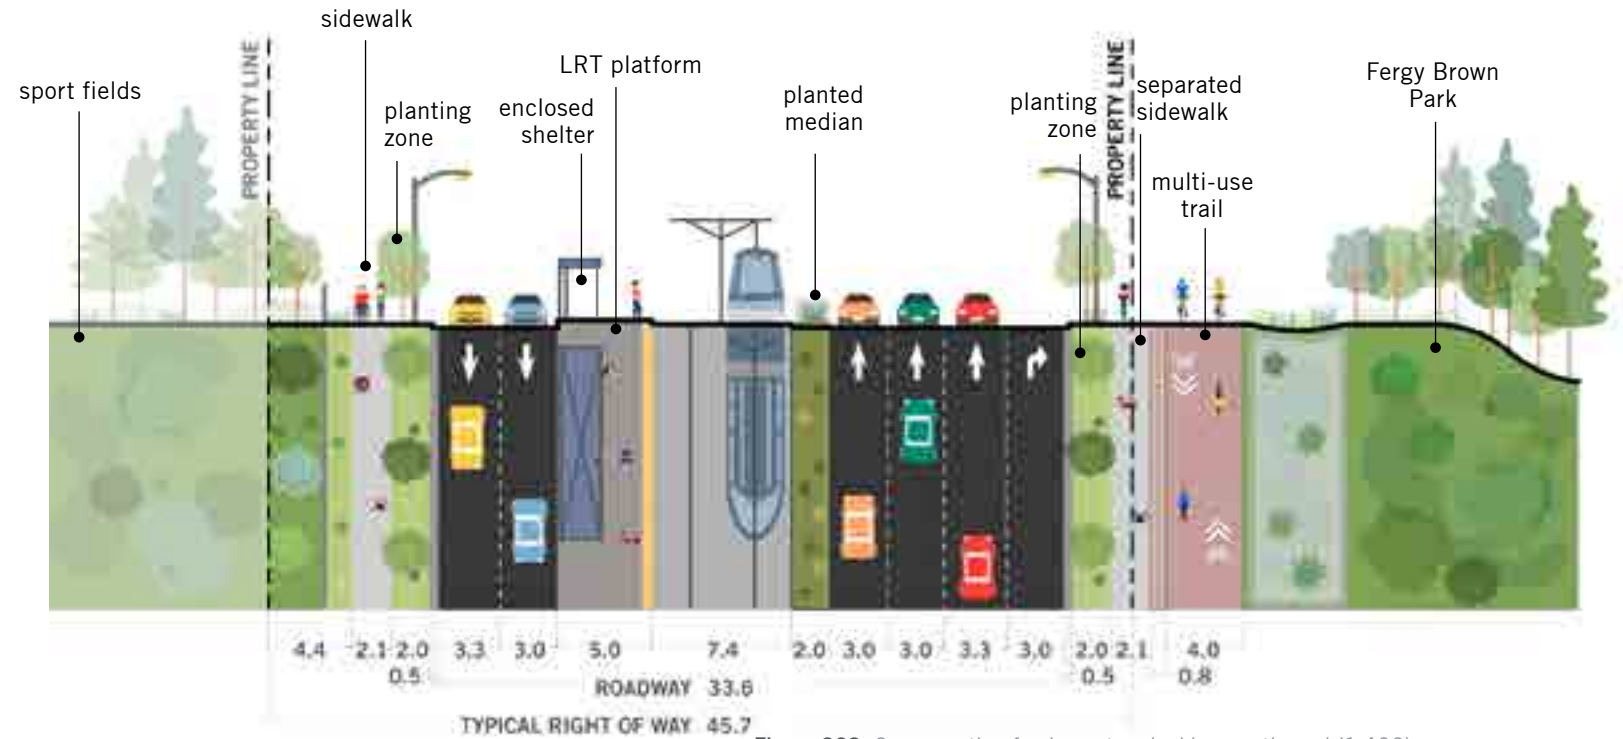 sidewalk
PROPERTY LINE
PROPERTY LINE
LRT platform
sport fields
Fergy Brown
Park
planting
zone
enclosed
shelter
planted
median
planting
zone
separated
sidewalk
multi-use
trail
4.4 2.1 2.0 3.3 3.0 5.0 7.4 2.0 3.0 3.0 3.3 3.0 2.0 2.1 4.0
0.5 0.5 0.8
ROADWAY 33.6
TYPICAL RIGHT OF WAY 45.7